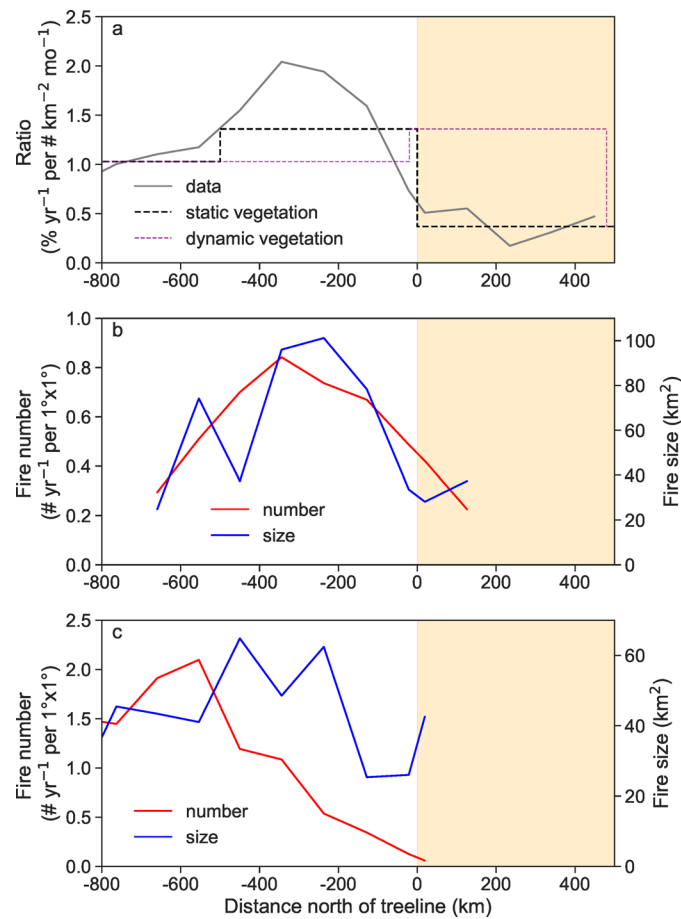 a
Ratio
(% yr⁻¹ per # km⁻² mo⁻¹)
2.5
2.0
1.5
1.0
0.5
0.0
data
static vegetation
dynamic vegetation
-800 -600 -400 -200 0 200 400
b
Fire number
(# yr⁻¹ per 1°x1°)
1.0
0.8
0.6
0.4
0.2
0.0
number
size
100
80
60
40
20
0
Fire size (km²)
-800 -600 -400 -200 0 200 400
c
Fire number
(# yr⁻¹ per 1°x1°)
2.5
2.0
1.5
1.0
0.5
0.0
number
size
60
40
20
0
Fire size (km²)
-800 -600 -400 -200 0 200 400
Distance north of treeline (km)